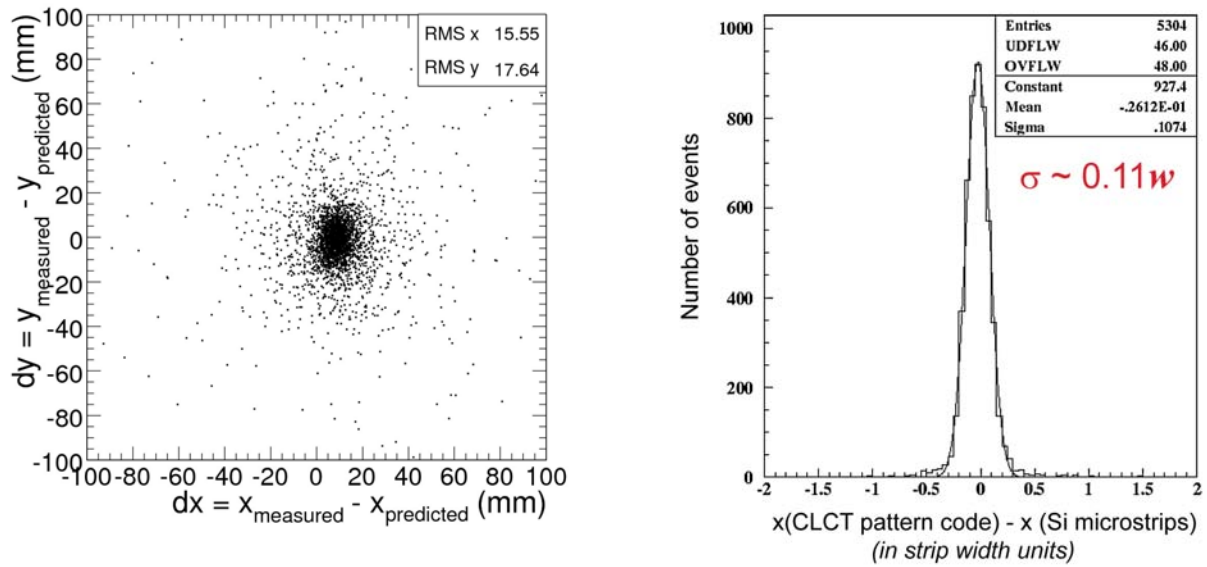 dy = y_measured - y_predicted (mm)
100
80
60
40
20
0
-20
-40
-60
-80
-100
RMS x 15.55
RMS y 17.64
-100 -80 -60 -40 -20 0 20 40 60 80 100
dx = x_measured - x_predicted (mm)
Number of events
1000
800
600
400
200
0
Entries 5304
UDFLW 46.00
OVFLW 48.00
Constant 927.4
Mean -.2612E-01
Sigma .1074
σ ~ 0.11w
-2 -1.5 -1 -0.5 0 0.5 1 1.5 2
x(CLCT pattern code) - x (Si microstrips)
(in strip width units)